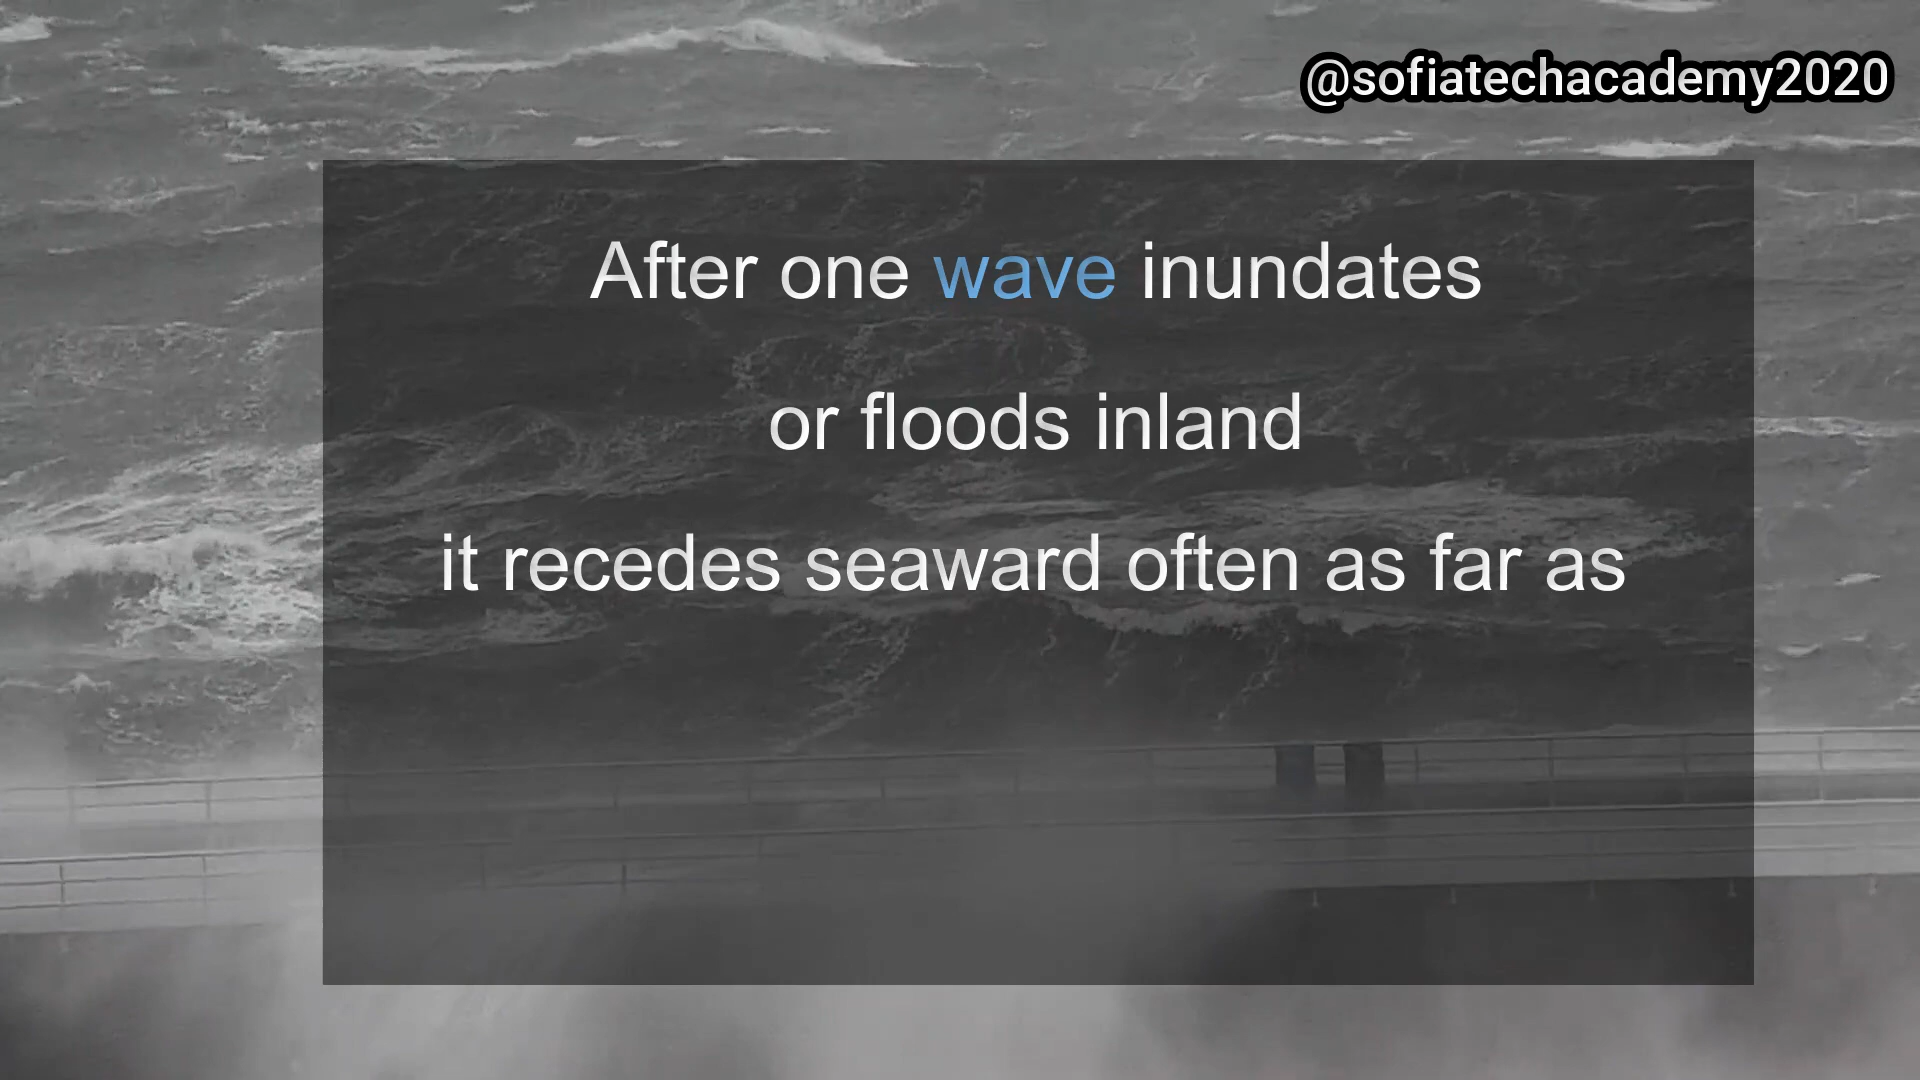 @sofiatechacademy2020
After one wave inundates
or floods inland
it recedes seaward often as far as